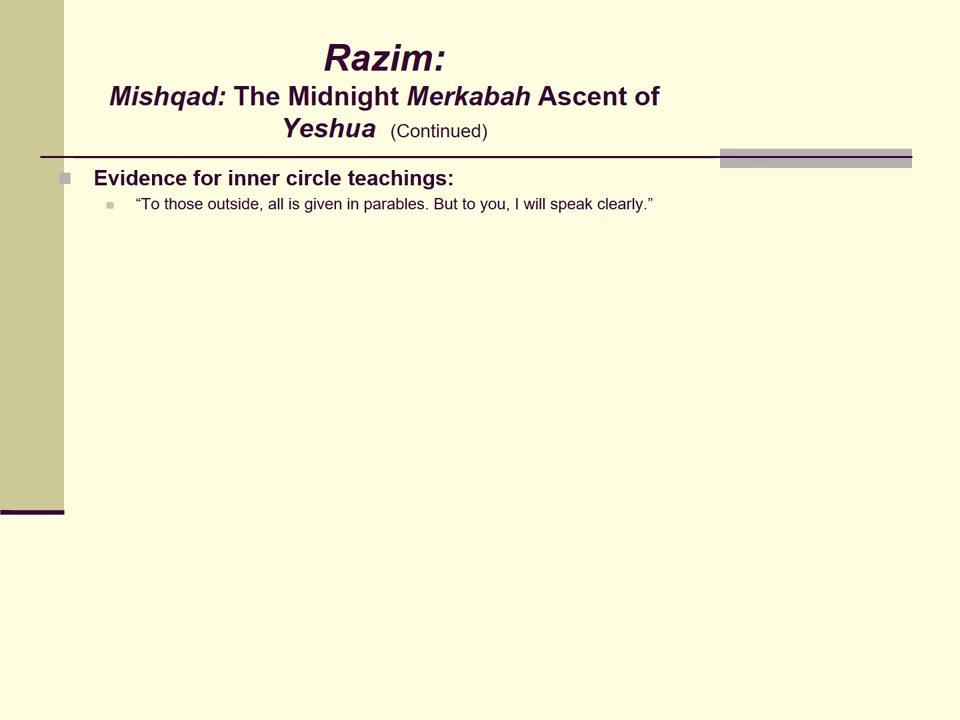 Razim:
Mishqad: The Midnight Merkabah Ascent of
Yeshua (Continued)
Evidence for inner circle teachings:
“To those outside, all is given in parables. But to you, I will speak clearly.”